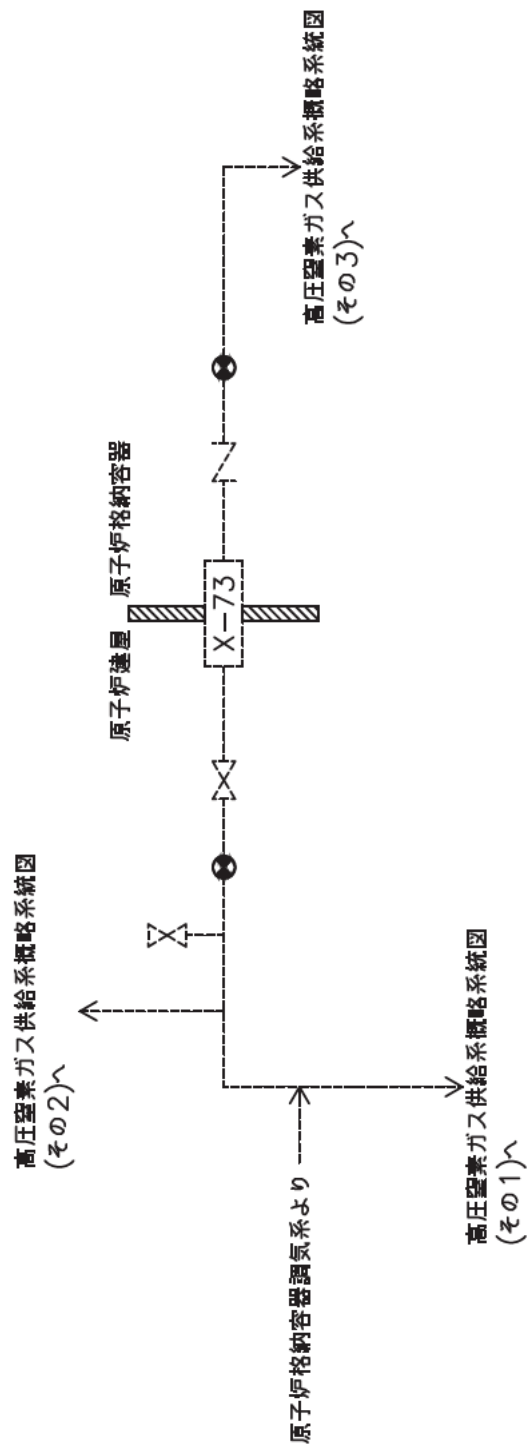 高圧窒素ガス供給系概略系統図
(その2)へ
原子炉建屋
原子炉格納容器
X-73
原子炉格納容器調気系より
高圧窒素ガス供給系概略系統図
(その1)へ
高圧窒素ガス供給系概略系統図
(その3)へ